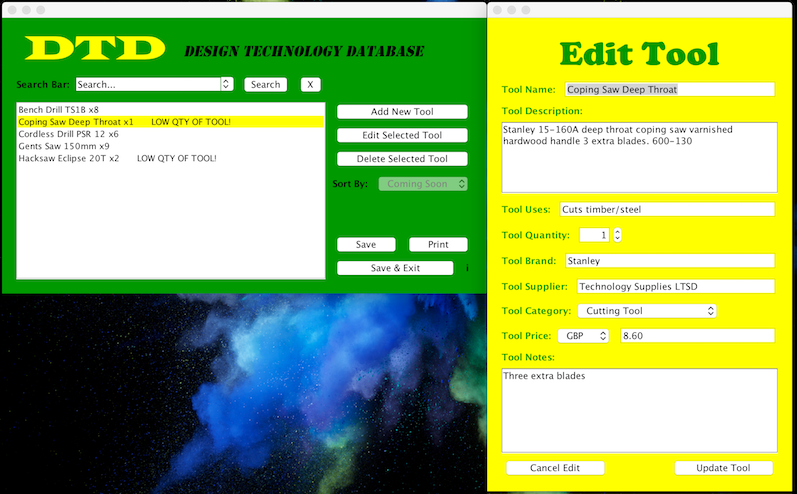 DTD
DESIGN TECHNOLOGY DATABASE
Search Bar: Search... Search X
Bench Drill TS1B x8
Coping Saw Deep Throat x1 LOW QTY OF TOOL!
Cordless Drill PSR 12 x6
Gents Saw 150mm x9
Hacksaw Eclipse 20T x2 LOW QTY OF TOOL!
Add New Tool
Edit Selected Tool
Delete Selected Tool
Sort By: Coming Soon
Save Print
Save & Exit i
Edit Tool
Tool Name: Coping Saw Deep Throat
Tool Description:
Stanley 15-160A deep throat coping saw varnished
hardwood handle 3 extra blades. 600-130
Tool Uses: Cuts timber/steel
Tool Quantity: 1
Tool Brand: Stanley
Tool Supplier: Technology Supplies LTSD
Tool Category: Cutting Tool
Tool Price: GBP 8.60
Tool Notes:
Three extra blades
Cancel Edit Update Tool